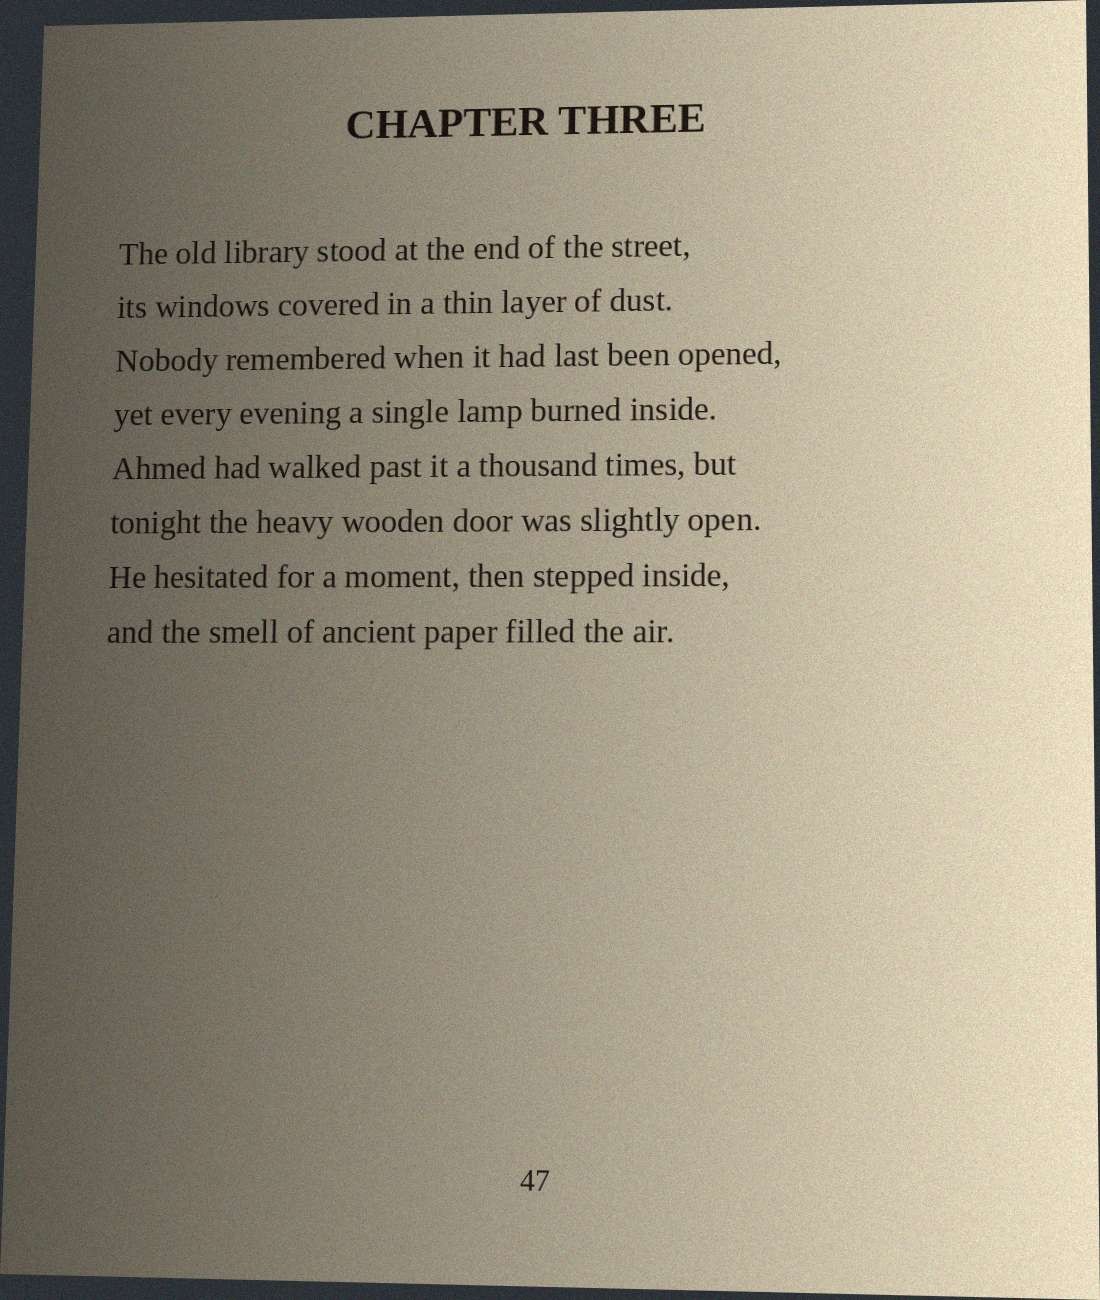 CHAPTER THREE
The old library stood at the end of the street,
its windows covered in a thin layer of dust.
Nobody remembered when it had last been opened,
yet every evening a single lamp burned inside.
Ahmed had walked past it a thousand times, but
tonight the heavy wooden door was slightly open.
He hesitated for a moment, then stepped inside,
and the smell of ancient paper filled the air.
47